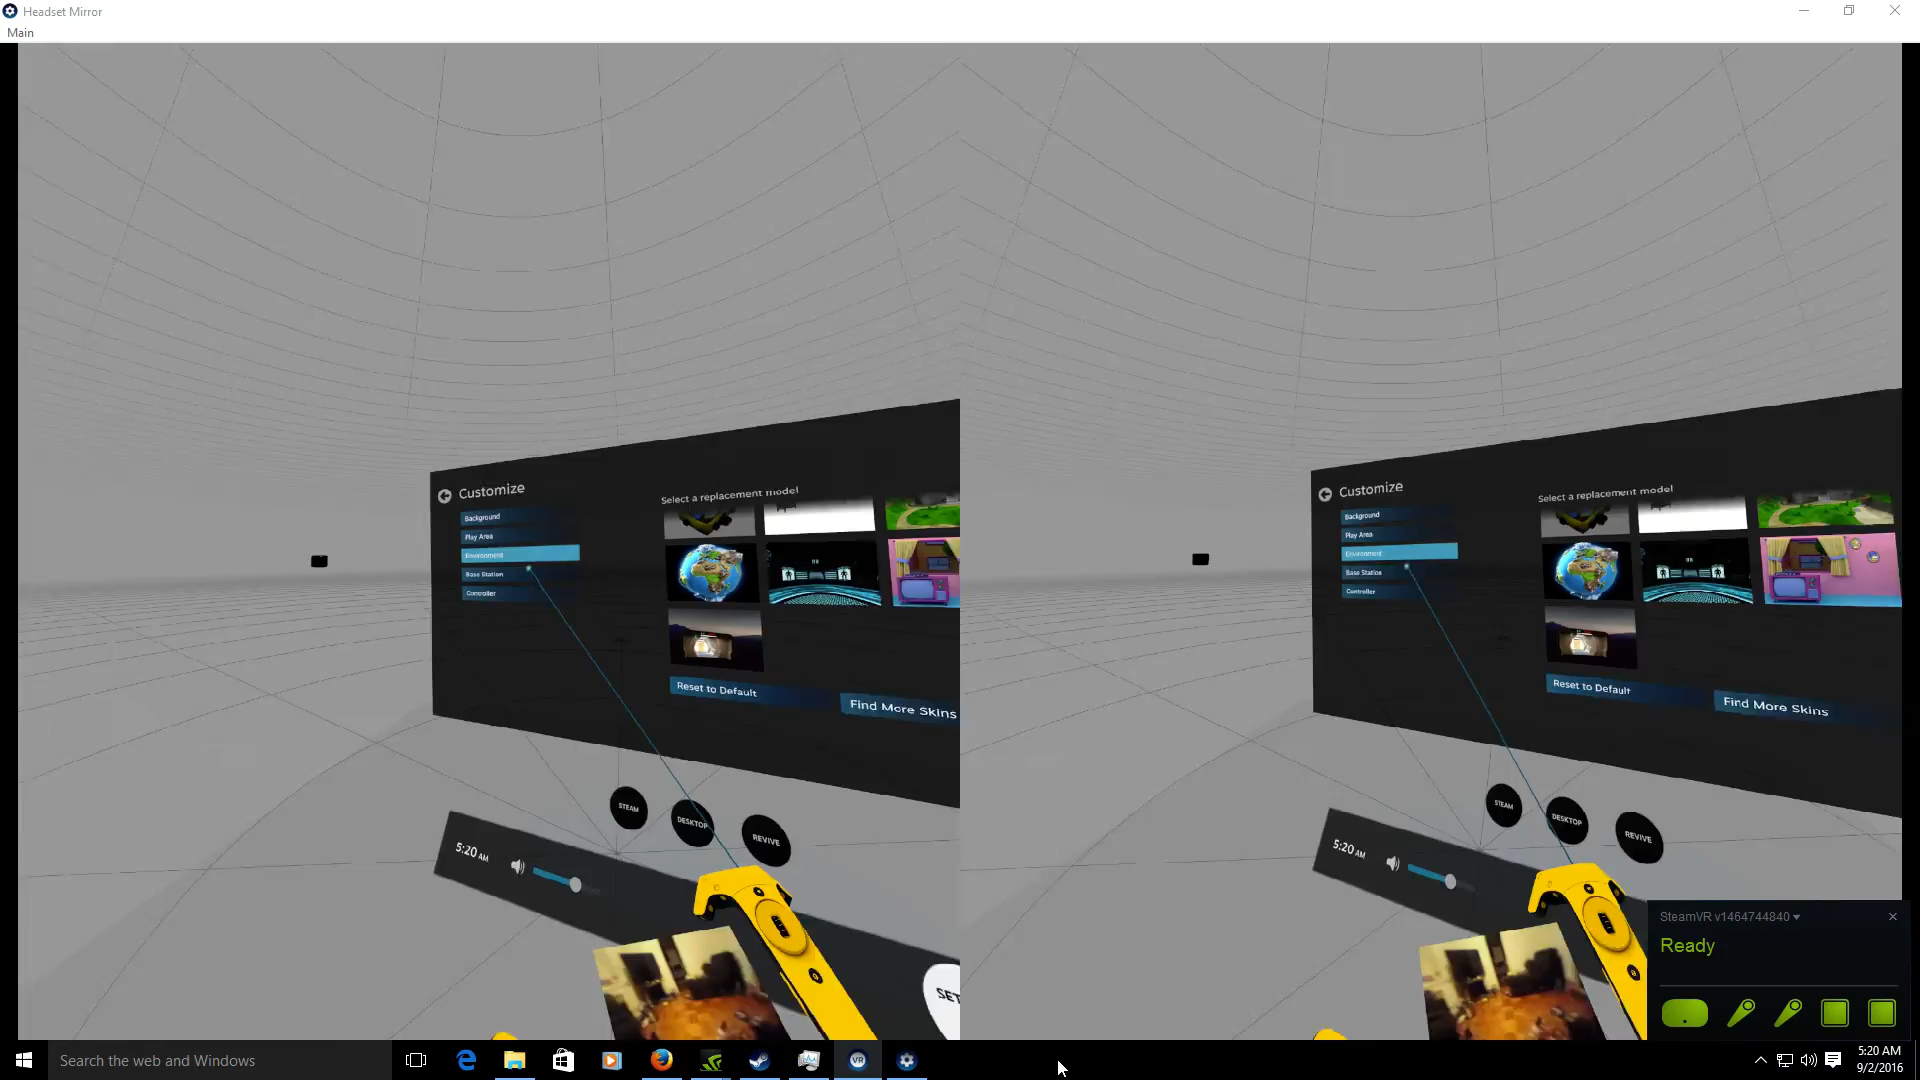 Headset Mirror
Main
Customize
Background
Play Area
Environment
Base Station
Controller
Select a replacement model
Reset to Default
Find More Skins
STEAM
DESKTOP
REVIVE
5:20 AM
SET
Customize
Background
Play Area
Environment
Base Station
Controller
Select a replacement model
Reset to Default
Find More Skins
STEAM
DESKTOP
REVIVE
5:20 AM
SteamVR v1464744840
Ready
Search the web and Windows
VR
5:20 AM
9/2/2016